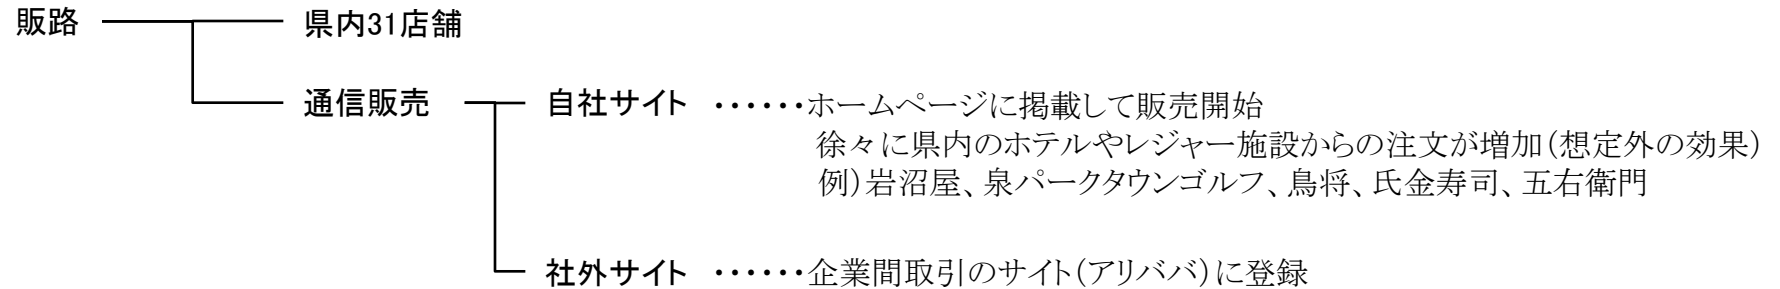 販路 県内31店舗
通信販売 自社サイト ・・・・・・ホームページに掲載して販売開始
徐々に県内のホテルやレジャー施設からの注文が増加(想定外の効果)
例)岩沼屋、泉パークタウンゴルフ、鳥将、氏金寿司、五右衛門
社外サイト ・・・・・・企業間取引のサイト(アリババ)に登録